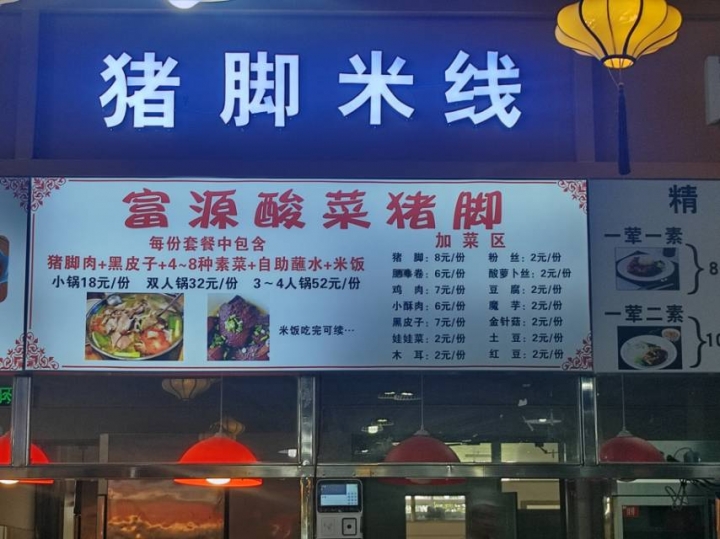 猪脚米线
富源酸菜猪脚
每份套餐中包含
猪脚肉+黑皮子+4~8种素菜+自助蘸水+米饭
小锅18元/份 双人锅32元/份 3~4人锅52元/份
米饭吃完可续…
加菜区
猪脚:8元/份 粉丝:2元/份
卷:6元/份 酸萝卜丝:2元/份
鸡肉:7元/份 豆腐:2元/份
小酥肉:6元/份 魔芋:2元/份
黑皮子:7元/份 金针菇:2元/份
娃娃菜:2元/份 土豆:2元/份
木耳:2元/份 红豆:2元/份
精
一荤一素
8
一荤二素
10